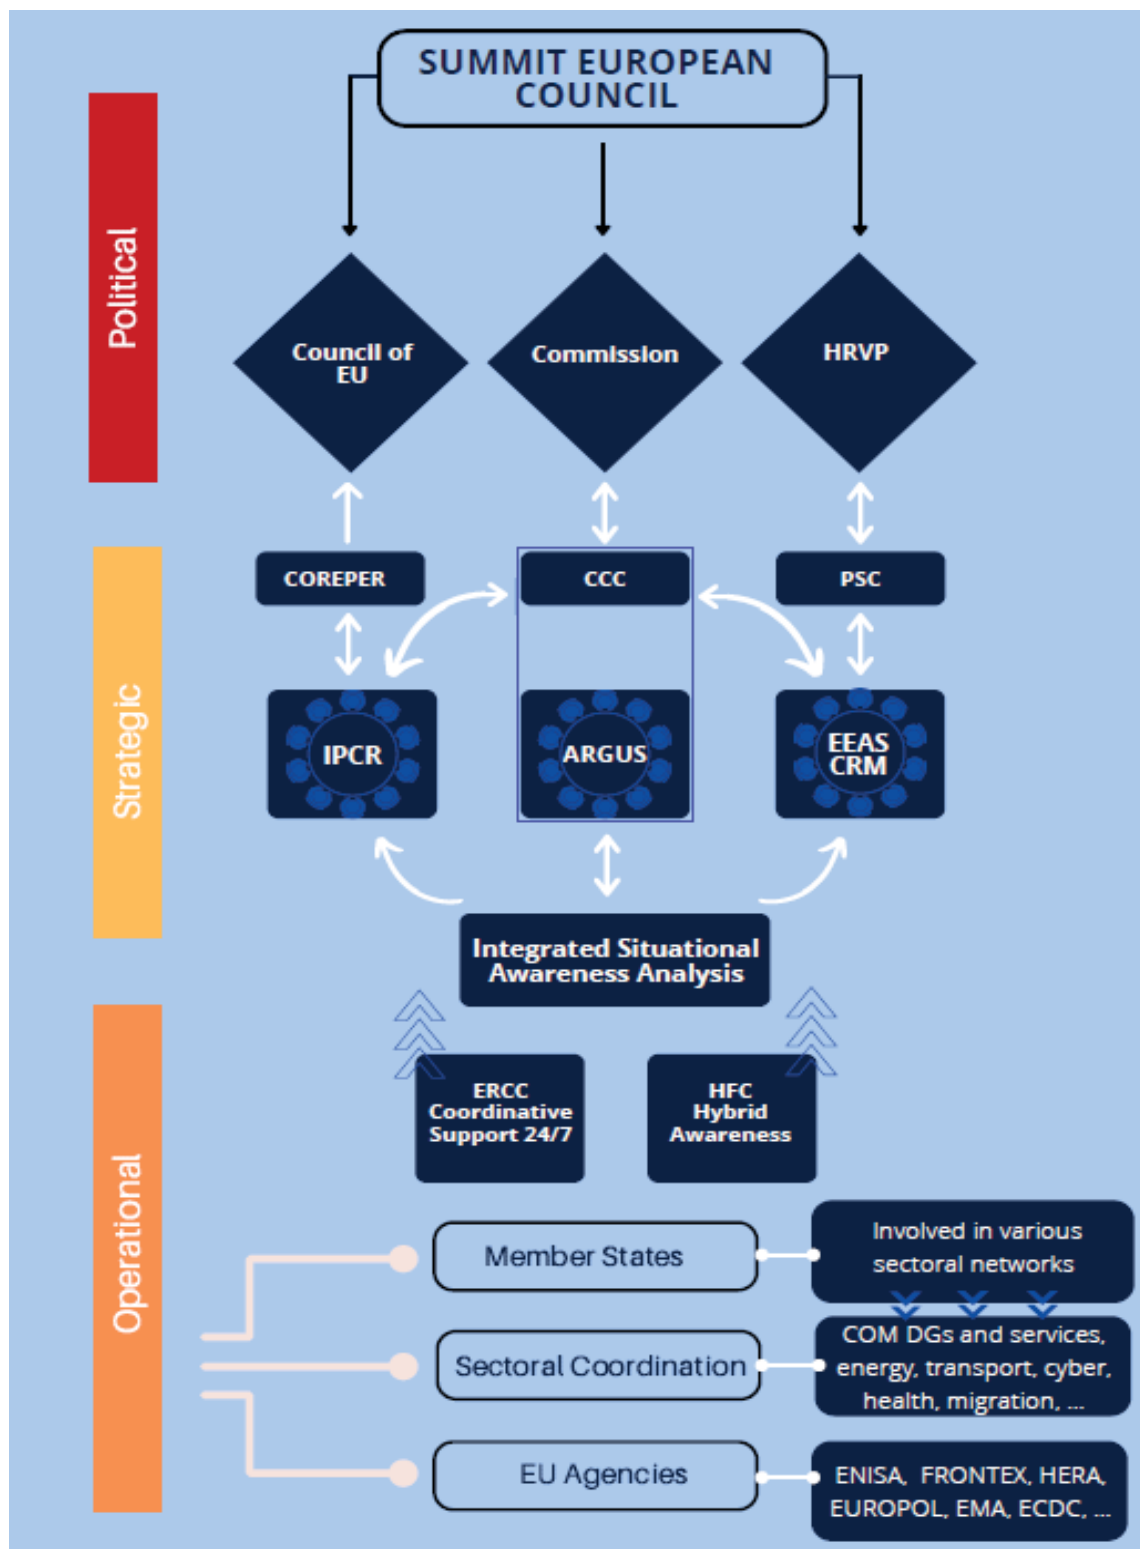 SUMMIT EUROPEAN
COUNCIL
Political
Council of
EU
Commission
HRVP
Strategic
COREPER
CCC
PSC
IPCR
ARGUS
EEAS
CRM
Integrated Situational
Awareness Analysis
Operational
ERCC
Coordinative
Support 24/7
HFC
Hybrid
Awareness
Member States
Involved in various
sectoral networks
Sectoral Coordination
COM DGs and services,
energy, transport, cyber,
health, migration, ...
EU Agencies
ENISA, FRONTEX, HERA,
EUROPOL, EMA, ECDC, ...